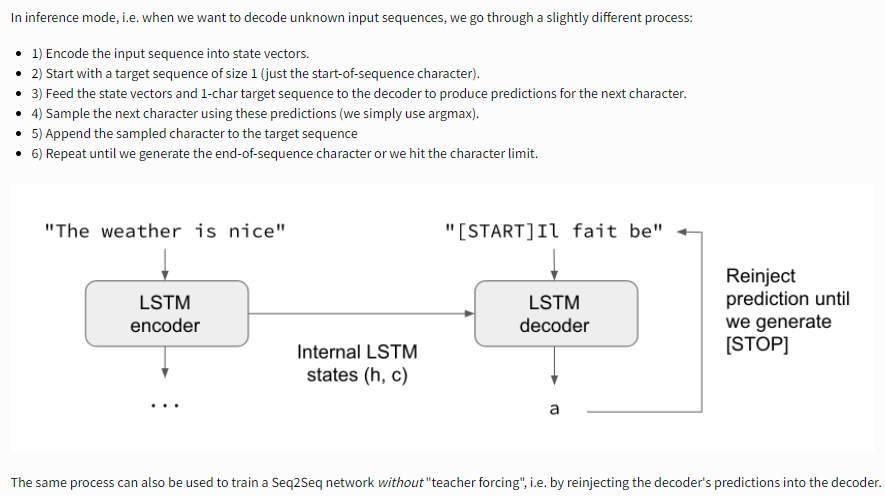 In inference mode, i.e. when we want to decode unknown input sequences, we go through a slightly different process:
• 1) Encode the input sequence into state vectors.
• 2) Start with a target sequence of size 1 (just the start-of-sequence character).
• 3) Feed the state vectors and 1-char target sequence to the decoder to produce predictions for the next character.
• 4) Sample the next character using these predictions (we simply use argmax).
• 5) Append the sampled character to the target sequence
• 6) Repeat until we generate the end-of-sequence character or we hit the character limit.
"The weather is nice"
"[START]Il fait be"
LSTM
encoder
LSTM
decoder
Reinject
prediction until
we generate
[STOP]
Internal LSTM
states (h, c)
...
a
The same process can also be used to train a Seq2Seq network without "teacher forcing", i.e. by reinjecting the decoder's predictions into the decoder.